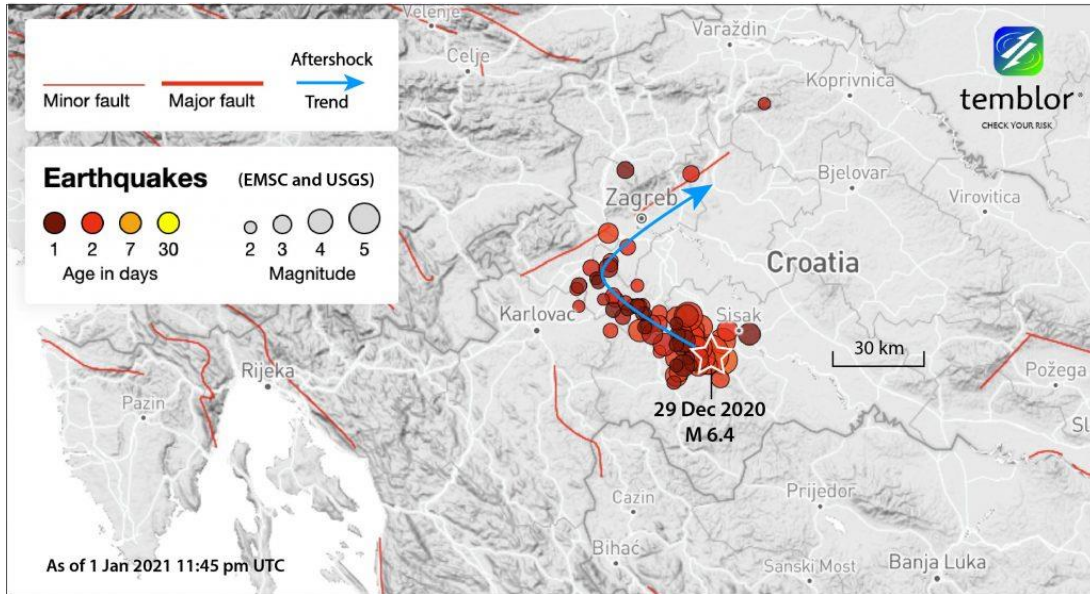 Aftershock
Minor fault
Major fault
Trend
Earthquakes (EMSC and USGS)
1 2 7 30
Age in days
2 3 4 5
Magnitude
temblor®
CHECK YOUR RISK
Velenje
Celje
Varaždin
Koprivnica
Zagreb
Bjelovar
Virovitica
Croatia
Karlovac
Sisak
30 km
Rijeka
Požega
Pazin
29 Dec 2020
M 6.4
Sl
Cazin
Prijedor
Bihać
Sanski Most
Banja Luka
As of 1 Jan 2021 11:45 pm UTC